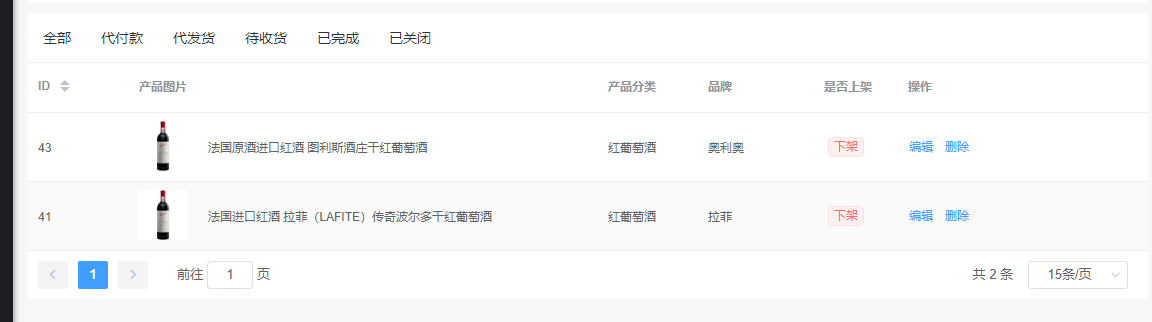 全部 代付款 代发货 待收货 已完成 已关闭
ID 产品图片 产品分类 品牌 是否上架 操作
43 法国原酒进口红酒 图利斯酒庄干红葡萄酒 红葡萄酒 奥利奥 下架 编辑 删除
41 法国进口红酒 拉菲（LAFITE）传奇波尔多干红葡萄酒 红葡萄酒 拉菲 下架 编辑 删除
1 前往 1 页 共 2 条 15条/页